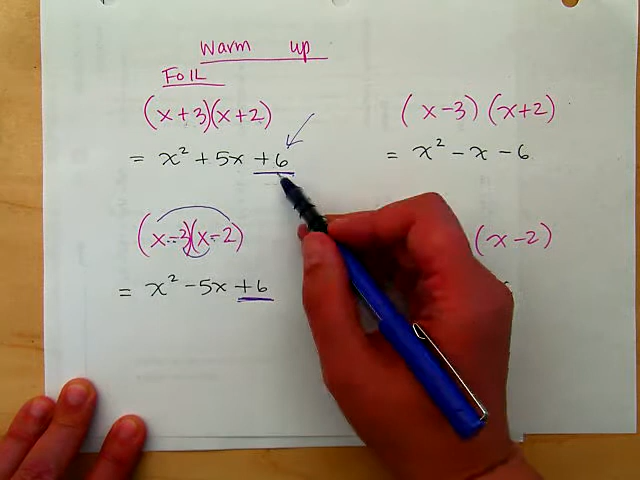 Warm up
FOIL
(x+3)(x+2)
= x² + 5x + 6
(x-3)(x-2)
= x² - 5x + 6
(x-3)(x+2)
= x² - x - 6
(x-2)